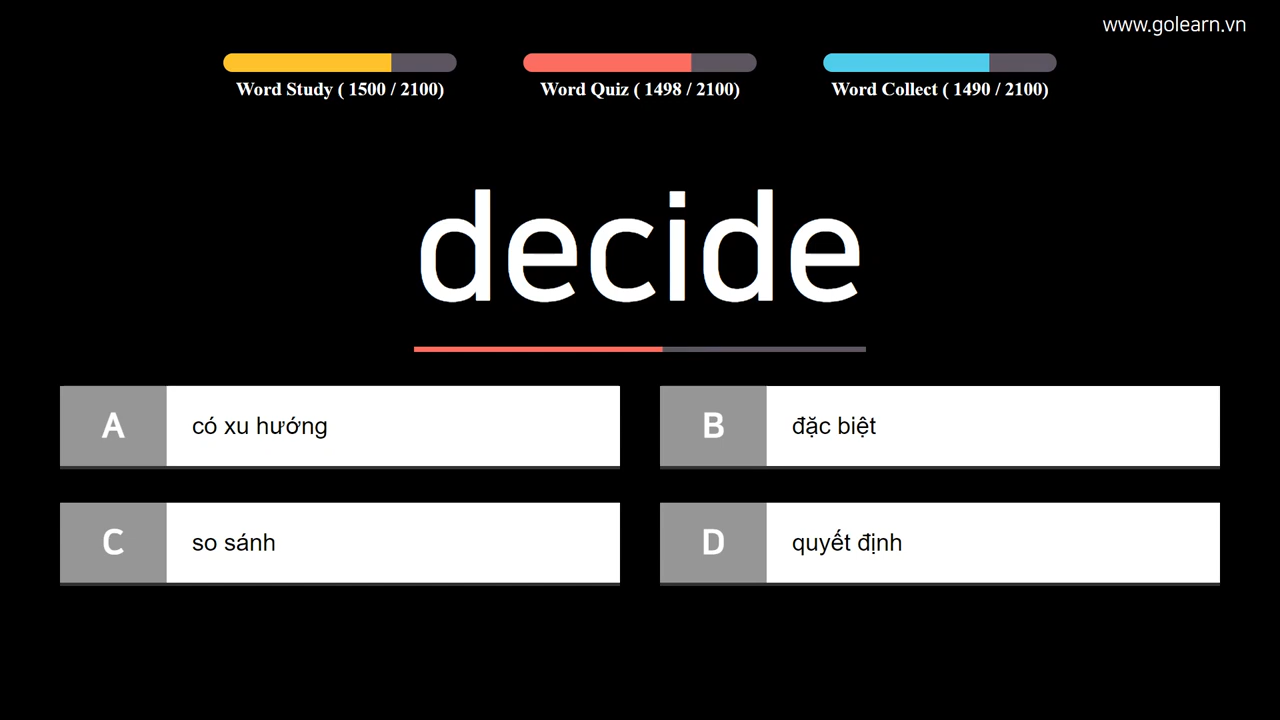 www.golearn.vn
Word Study ( 1500 / 2100)
Word Quiz ( 1498 / 2100)
Word Collect ( 1490 / 2100)
decide
A
có xu hướng
B
đặc biệt
C
so sánh
D
quyết định